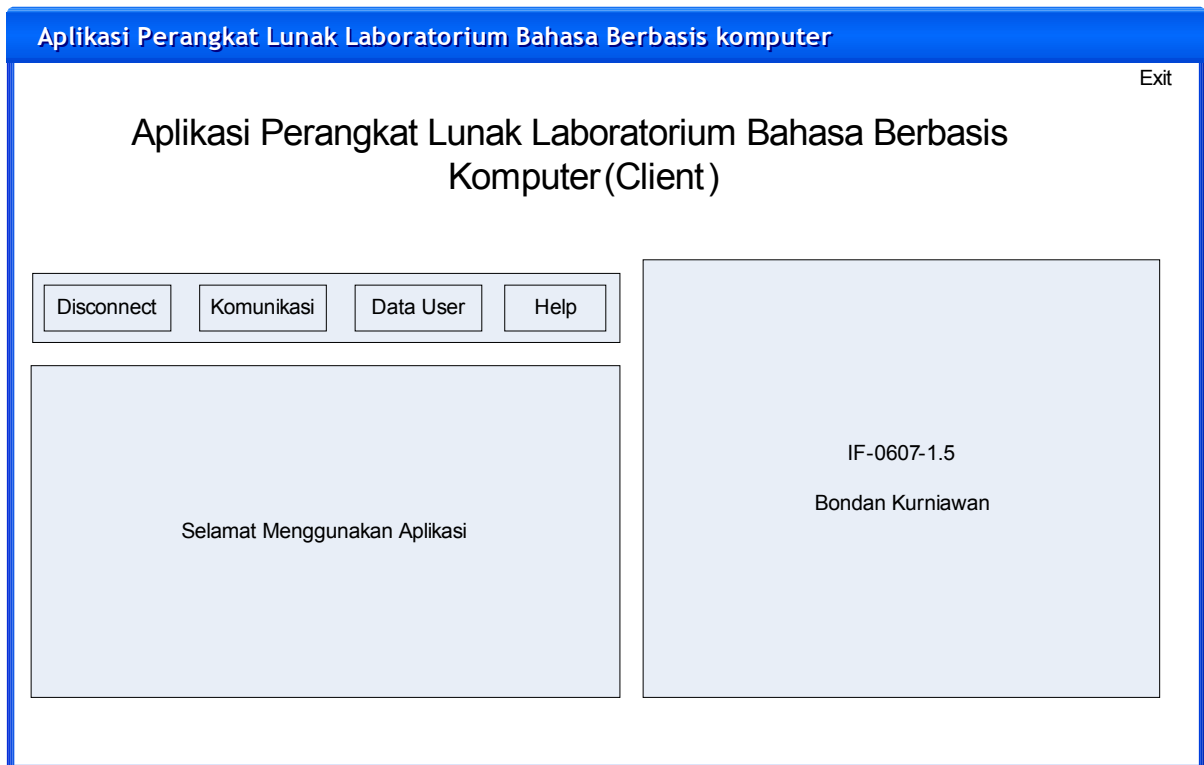 Aplikasi Perangkat Lunak Laboratorium Bahasa Berbasis komputer
Exit
Aplikasi Perangkat Lunak Laboratorium Bahasa Berbasis
Komputer(Client)
Disconnect Komunikasi Data User Help
Selamat Menggunakan Aplikasi
IF-0607-1.5
Bondan Kurniawan